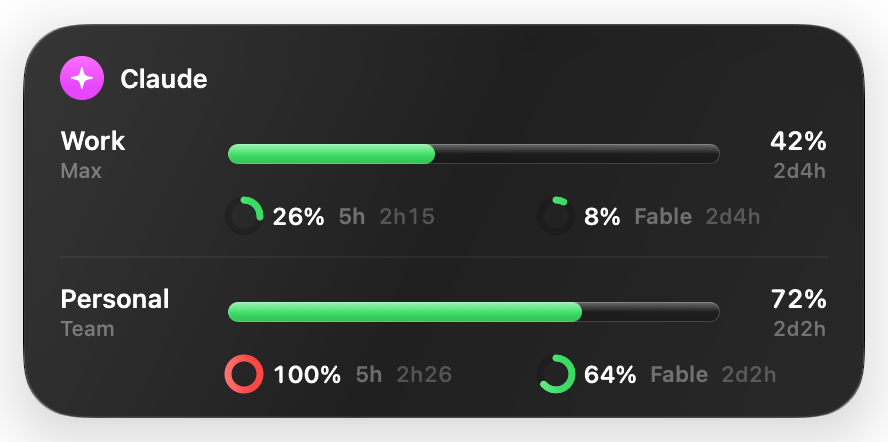 Claude
Work 42%
Max 2d4h
26% 5h 2h15 8% Fable 2d4h
Personal 72%
Team 2d2h
100% 5h 2h26 64% Fable 2d2h